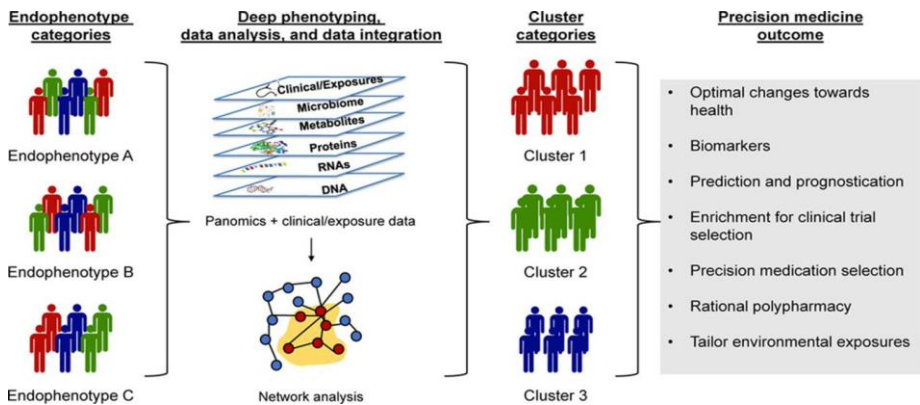 Endophenotype
categories
Endophenotype A
Endophenotype B
Endophenotype C
Deep phenotyping,
data analysis, and data integration
Clinical/Exposures
Microbiome
Metabolites
Proteins
RNAs
DNA
Panomics + clinical/exposure data
Network analysis
Cluster
categories
Cluster 1
Cluster 2
Cluster 3
Precision medicine
outcome
• Optimal changes towards
health
• Biomarkers
• Prediction and prognostication
• Enrichment for clinical trial
selection
• Precision medication selection
• Rational polypharmacy
• Tailor environmental exposures